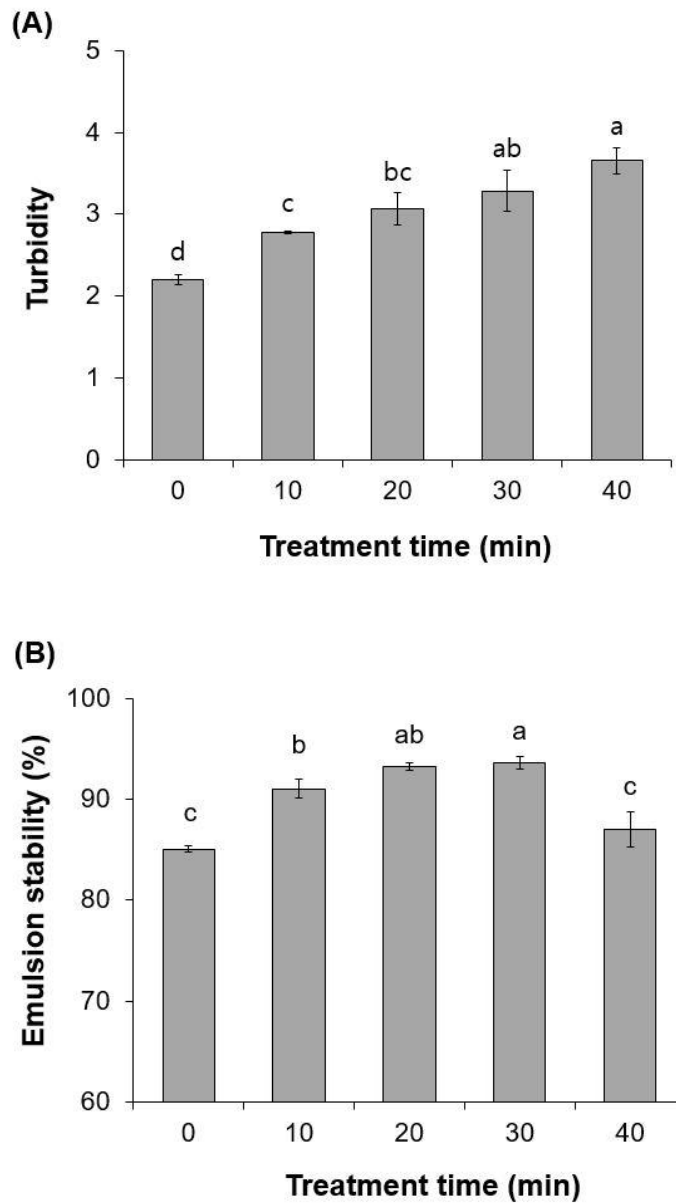 (A)
5
4
3
2
1
0
Turbidity
d
c
bc
ab
a
0 10 20 30 40
Treatment time (min)
(B)
100
90
80
70
60
Emulsion stability (%)
c
b
ab
a
c
0 10 20 30 40
Treatment time (min)